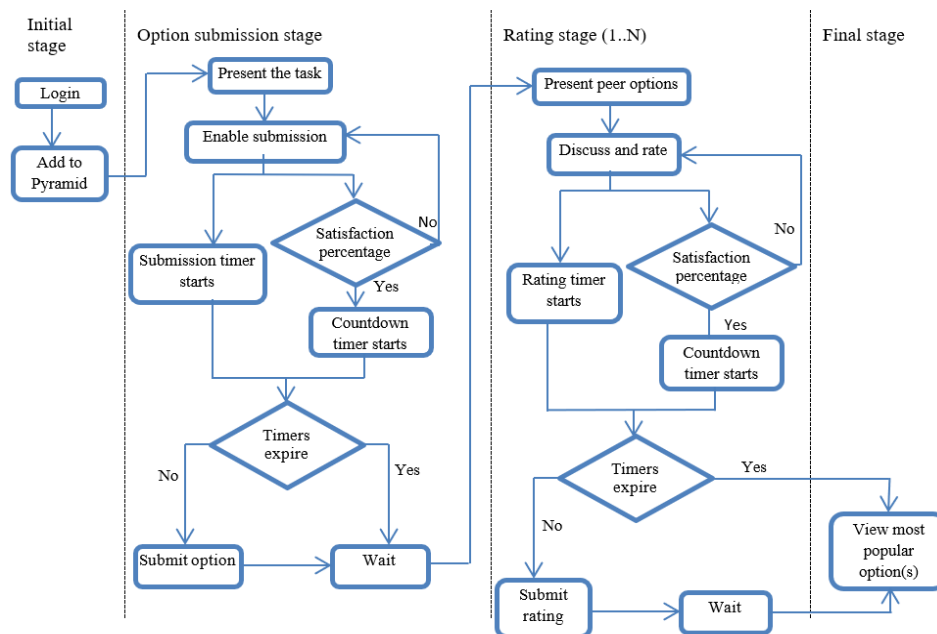 Initial
stage
Login
Add to
Pyramid
Option submission stage
Present the task
Enable submission
No
Satisfaction
percentage
Submission timer
starts
Yes
Countdown
timer starts
Timers
expire
No
Yes
Submit option
Wait
Rating stage (1..N)
Present peer options
Discuss and rate
No
Satisfaction
percentage
Rating timer
starts
Yes
Countdown
timer starts
Timers
expire
Yes
No
Submit
rating
Wait
Final stage
View most
popular
option(s)